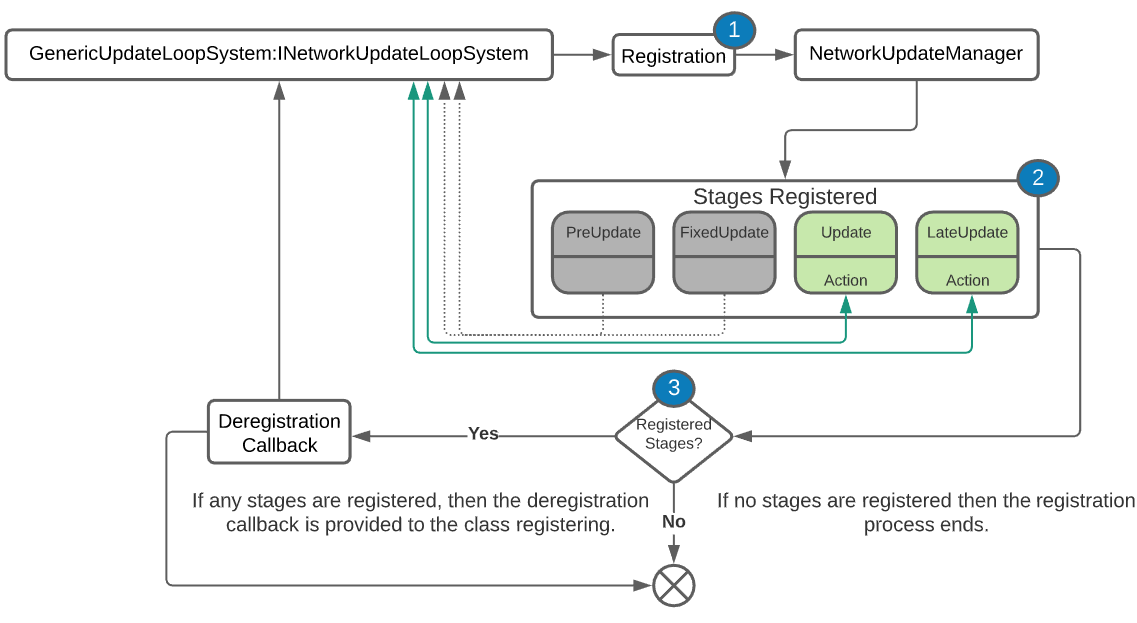 1
GenericUpdateLoopSystem:INetworkUpdateLoopSystem
Registration
NetworkUpdateManager
2
Stages Registered
PreUpdate
FixedUpdate
Update
LateUpdate
Action
Action
3
Registered
Stages?
Deregistration
Callback
Yes
If any stages are registered, then the deregistration
callback is provided to the class registering.
No
If no stages are registered then the registration
process ends.